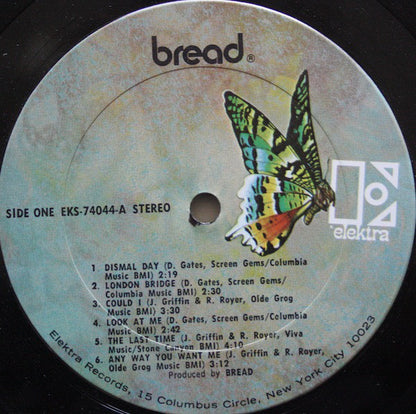 bread®
SIDE ONE EKS-74044-A STEREO
elektra
1. DISMAL DAY (D. Gates, Screen Gems/Columbia
Music BMI) 2:19
2. LONDON BRIDGE (D. Gates, Screen Gems/
Columbia Music BMI) 2:30
3. COULD I (J. Griffin & R. Royer, Olde Grog
Music BMI) 3:30
4. LOOK AT ME (D. Gates, Screen Gems/Columbia
Music BMI) 2:42
5. THE LAST TIME (J. Griffin & R. Royer, Viva
Music/Stone Canyon BMI) 4:10
6. ANY WAY YOU WANT ME (J. Griffin & R. Royer,
Olde Grog Music BMI) 3:12
Produced by BREAD
Elektra Records, 15 Columbus Circle, New York City 10023